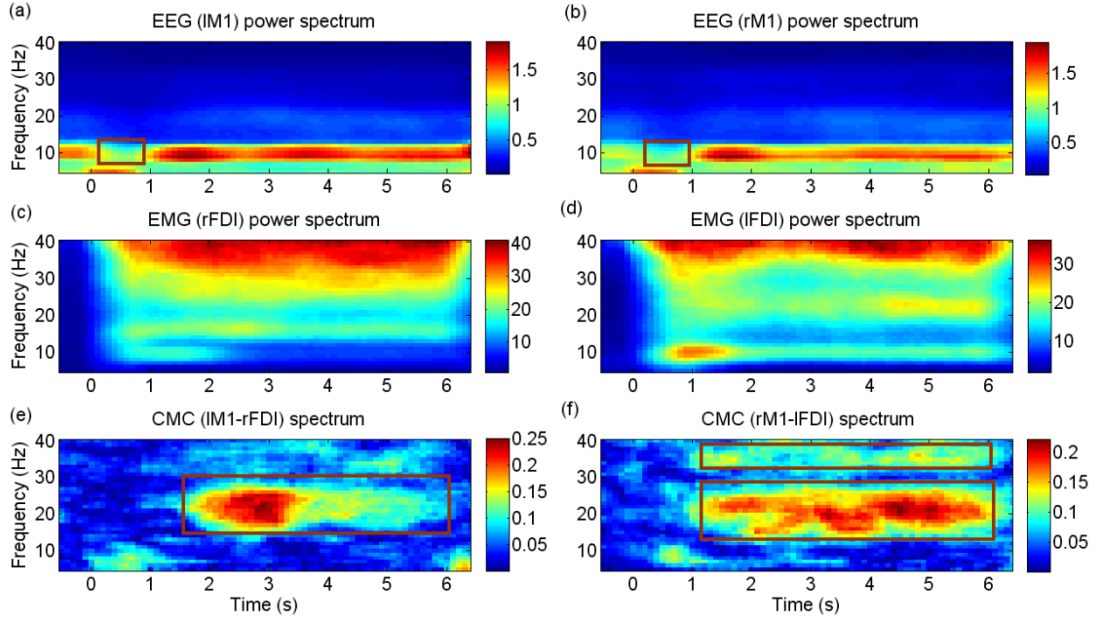 (a)
EEG (lM1) power spectrum
(b)
EEG (rM1) power spectrum
Frequency (Hz)
40
30
20
10
0 1 2 3 4 5 6
1.5
1
0.5
40
30
20
10
0 1 2 3 4 5 6
1.5
1
0.5
(c)
EMG (rFDI) power spectrum
(d)
EMG (lFDI) power spectrum
Frequency (Hz)
40
30
20
10
0 1 2 3 4 5 6
40
30
20
10
40
30
20
10
0 1 2 3 4 5 6
30
20
10
(e)
CMC (lM1-rFDI) spectrum
(f)
CMC (rM1-lFDI) spectrum
Frequency (Hz)
40
30
20
10
0 1 2 3 4 5 6
Time (s)
0.25
0.2
0.15
0.1
0.05
40
30
20
10
0 1 2 3 4 5 6
Time (s)
0.2
0.15
0.1
0.05